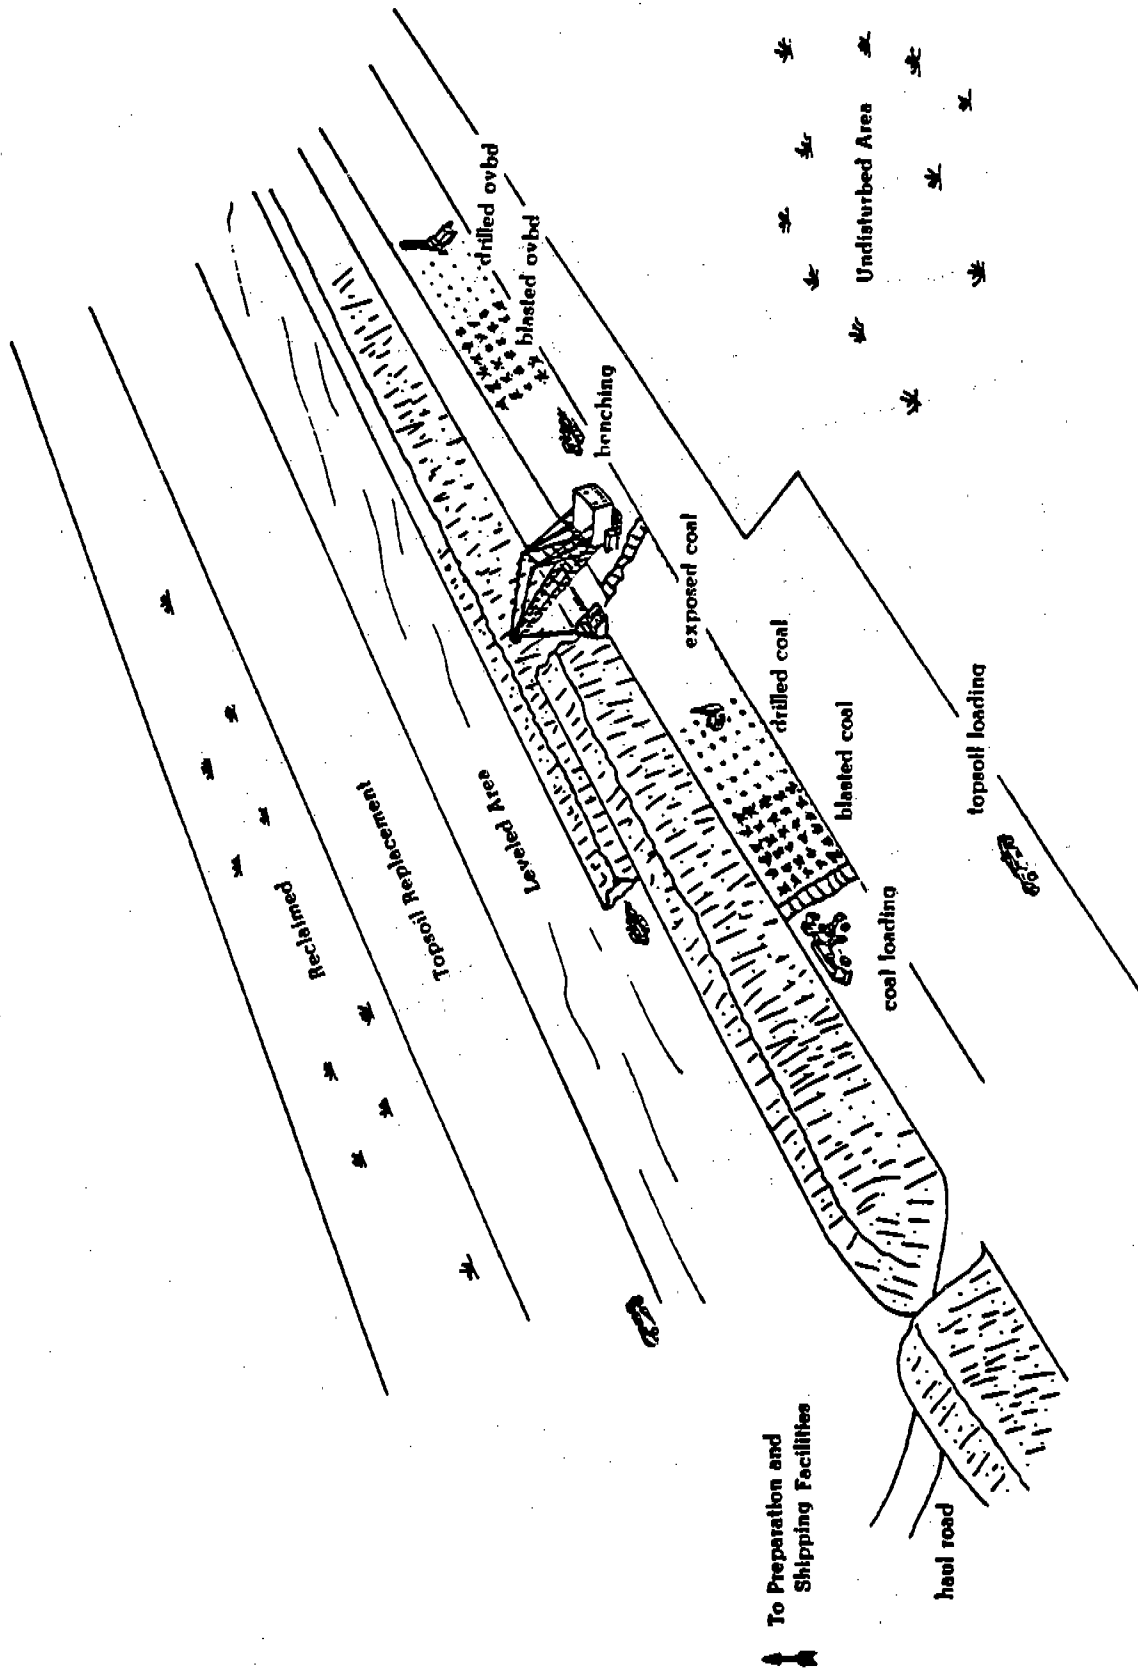 Reclaimed
Topsoil Replacement
Leveled Area
drilled ovbd
blasted ovbd
benching
Undisturbed Area
exposed coal
drilled coal
blasted coal
coal loading
topsoil loading
To Preparation and
Shipping Facilities
haul road